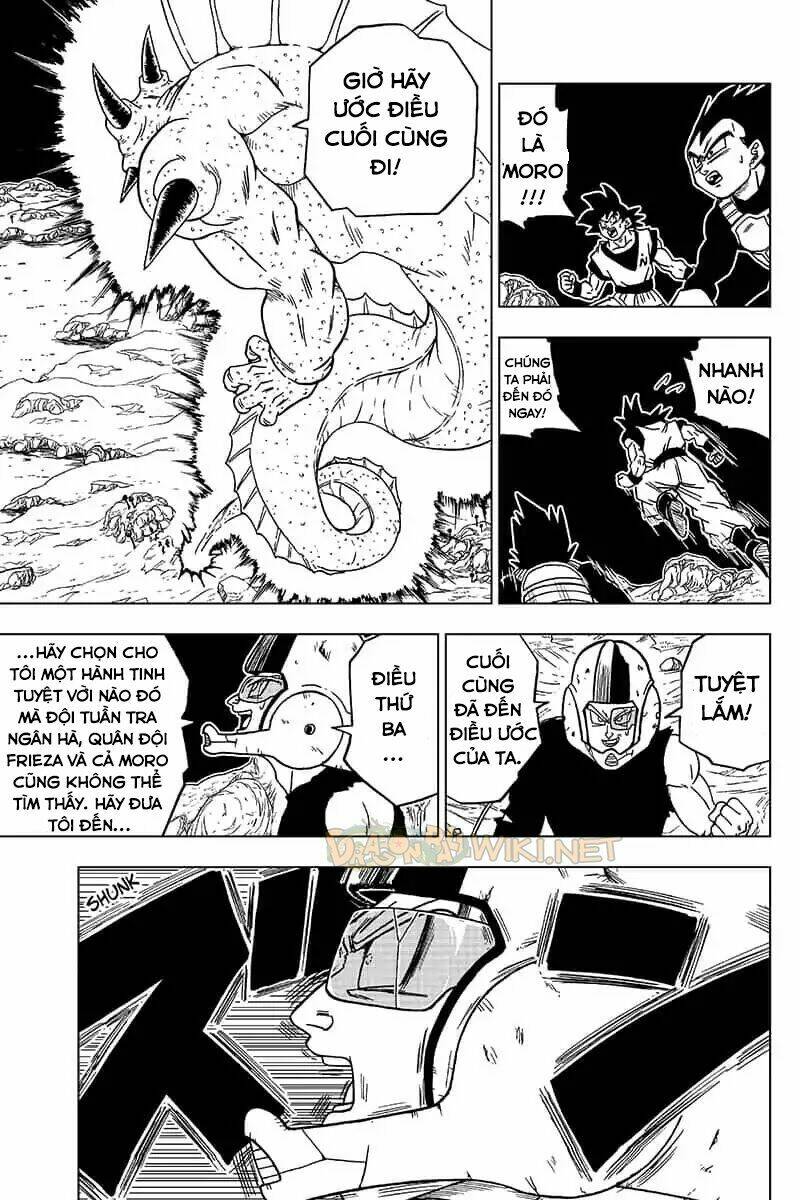 ĐÓ
LÀ
MORO
!!!
GIỜ HÃY
ƯỚC ĐIỀU
CUỐI CÙNG
ĐI!
NHANH
NÀO!
CHÚNG
TA PHẢI
ĐẾN ĐÓ
NGAY!
TUYỆT
LẮM!
CUỐI
CÙNG
ĐÃ ĐẾN
ĐIỀU ƯỚC
CỦA TA.
ĐIỀU
THỨ
BA
...
...HÃY CHỌN CHO
TÔI MỘT HÀNH TINH
TUYỆT VỜI NÀO ĐÓ
MÀ ĐỘI TUẦN TRA
NGÂN HÀ, QUÂN ĐỘI
FRIEZA VÀ CẢ MORO
CŨNG KHÔNG THỂ
TÌM THẤY. HÃY ĐƯA
TÔI ĐẾN...
DRAGON BALL WIKI.NET
SHUNK